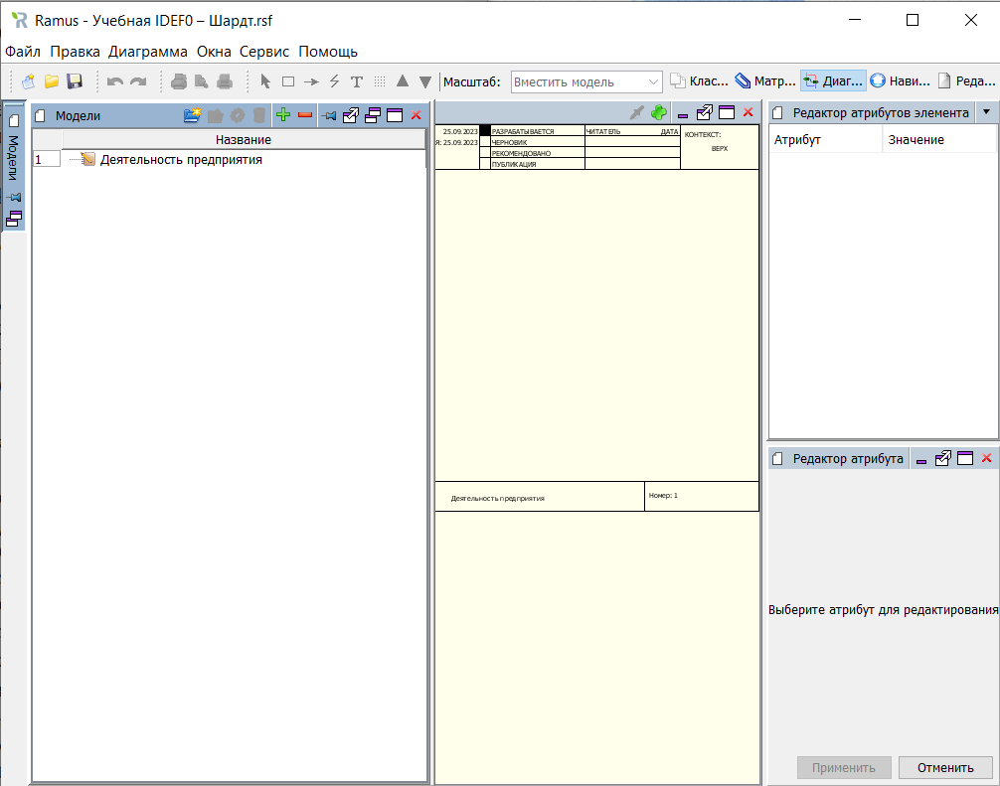 Ramus - Учебная IDEF0 – Шардт.rsf
Файл Правка Диаграмма Окна Сервис Помощь
Масштаб: Вместить модель Клас... Матр... Диаг... Нави... Реда...
Модели
Модели
Название
1 Деятельность предприятия
25.09.2023 РАЗРАБАТЫВАЕТСЯ ЧИТАТЕЛЬ ДАТА КОНТЕКСТ:
Я: 25.09.2023 ЧЕРНОВИК
ВЕРХ
РЕКОМЕНДОВАНО
ПУБЛИКАЦИЯ
Деятельность предприятия Номер: 1
Редактор атрибутов элемента
Атрибут Значение
Редактор атрибута
Выберите атрибут для редактирования
Применить Отменить